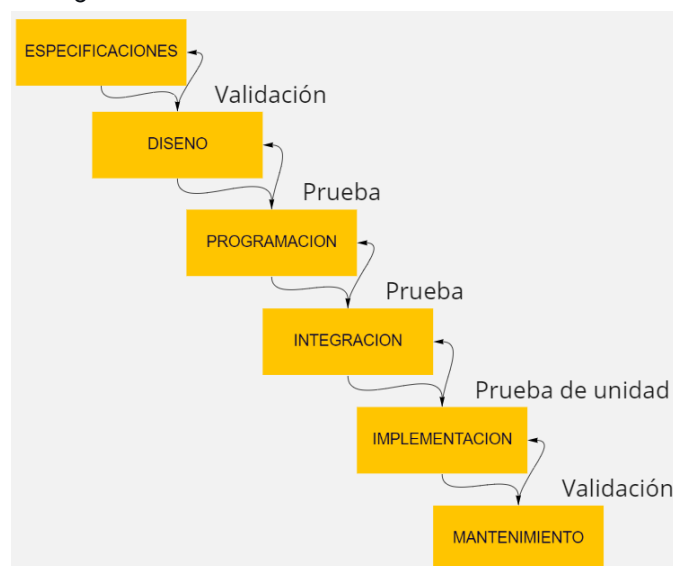 ESPECIFICACIONES
Validación
DISENO
Prueba
PROGRAMACION
Prueba
INTEGRACION
Prueba de unidad
IMPLEMENTACION
Validación
MANTENIMIENTO